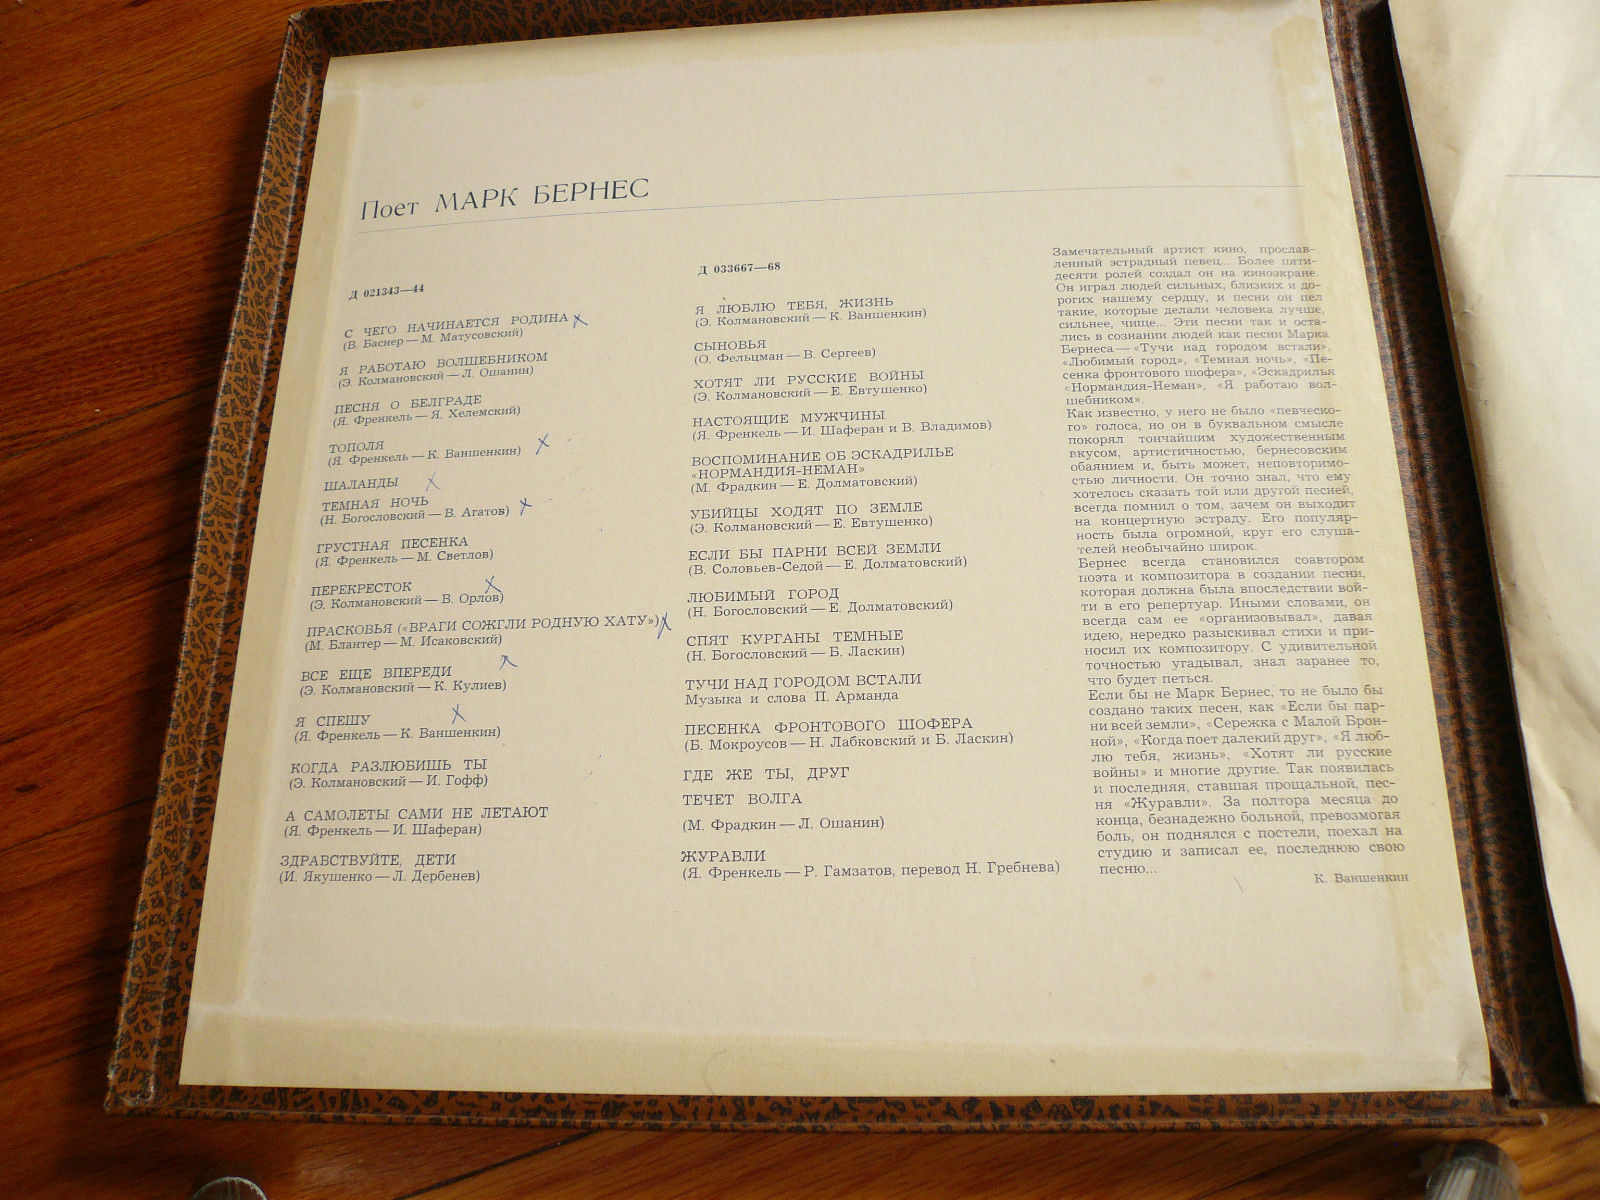 Поет МАРК БЕРНЕС
Д 021343—44
С ЧЕГО НАЧИНАЕТСЯ РОДИНА
(В. Баснер — М. Матусовский)
Я РАБОТАЮ ВОЛШЕБНИКОМ
(Э. Колмановский — Л. Ошанин)
ПЕСНЯ О БЕЛГРАДЕ
(Я. Френкель — Я. Хелемский)
ТОПОЛЯ
(Я. Френкель — К. Ваншенкин)
ШАЛАНДЫ
ТЕМНАЯ НОЧЬ
(Н. Богословский — В. Агатов)
ГРУСТНАЯ ПЕСЕНКА
(Я. Френкель — М. Светлов)
ПЕРЕКРЕСТОК
(Э. Колмановский — В. Орлов)
ПРАСКОВЬЯ («ВРАГИ СОЖГЛИ РОДНУЮ ХАТУ»)
(М. Блантер — М. Исаковский)
ВСЕ ЕЩЕ ВПЕРЕДИ
(Э. Колмановский — К. Кулиев)
Я СПЕШУ
(Я. Френкель — К. Ваншенкин)
КОГДА РАЗЛЮБИШЬ ТЫ
(Э. Колмановский — И. Гофф)
А САМОЛЕТЫ САМИ НЕ ЛЕТАЮТ
(Я. Френкель — И. Шаферан)
ЗДРАВСТВУЙТЕ, ДЕТИ
(И. Якушенко — Л. Дербенев)
Д 033667—68
Я ЛЮБЛЮ ТЕБЯ, ЖИЗНЬ
(Э. Колмановский — К. Ваншенкин)
СЫНОВЬЯ
(О. Фельцман — В. Сергеев)
ХОТЯТ ЛИ РУССКИЕ ВОЙНЫ
(Э. Колмановский — Е. Евтушенко)
НАСТОЯЩИЕ МУЖЧИНЫ
(Я. Френкель — И. Шаферан и В. Владимов)
ВОСПОМИНАНИЕ ОБ ЭСКАДРИЛЬЕ
«НОРМАНДИЯ-НЕМАН»
(М. Фрадкин — Е. Долматовский)
УБИЙЦЫ ХОДЯТ ПО ЗЕМЛЕ
(Э. Колмановский — Е. Евтушенко)
ЕСЛИ БЫ ПАРНИ ВСЕЙ ЗЕМЛИ
(В. Соловьев-Седой — Е. Долматовский)
ЛЮБИМЫЙ ГОРОД
(Н. Богословский — Е. Долматовский)
СПЯТ КУРГАНЫ ТЕМНЫЕ
(Н. Богословский — Б. Ласкин)
ТУЧИ НАД ГОРОДОМ ВСТАЛИ
Музыка и слова П. Арманда
ПЕСЕНКА ФРОНТОВОГО ШОФЕРА
(Б. Мокроусов — Н. Лабковский и Б. Ласкин)
ГДЕ ЖЕ ТЫ, ДРУГ
ТЕЧЕТ ВОЛГА
(М. Фрадкин — Л. Ошанин)
ЖУРАВЛИ
(Я. Френкель — Р. Гамзатов, перевод Н. Гребнева)
Замечательный артист кино, прослав-
ленный эстрадный певец... Более пяти-
десяти ролей создал он на киноэкране.
Он играл людей сильных, близких и до-
рогих нашему сердцу, и песни он пел
такие, которые делали человека лучше,
сильнее, чище... Эти песни так и оста-
лись в сознании людей как песни Марка
Бернеса — «Тучи над городом встали»,
«Любимый город», «Темная ночь», «Пе-
сенка фронтового шофера», «Эскадрилья
«Нормандия-Неман», «Я работаю вол-
шебником».
Как известно, у него не было «певческо-
го» голоса, но он в буквальном смысле
покорял тончайшим художественным
вкусом, артистичностью, бернесовским
обаянием и, быть может, неповторимо-
стью личности. Он точно знал, что ему
хотелось сказать той или другой песней,
всегда помнил о том, зачем он выходит
на концертную эстраду. Его популяр-
ность была огромной, круг его слуша-
телей необычайно широк.
Бернес всегда становился соавтором
поэта и композитора в создании песни,
которая должна была впоследствии вой-
ти в его репертуар. Иными словами, он
всегда сам ее «организовывал», давая
идею, нередко разыскивал стихи и при-
носил их композитору. С удивительной
точностью угадывал, знал заранее то,
что будет петься.
Если бы не Марк Бернес, то не было бы
создано таких песен, как «Если бы пар-
ни всей земли», «Сережка с Малой Брон-
ной», «Когда поет далекий друг», «Я люб-
лю тебя, жизнь», «Хотят ли русские
войны» и многие другие. Так появилась
и последняя, ставшая прощальной, пес-
ня «Журавли». За полтора месяца до
конца, безнадежно больной, превозмогая
боль, он поднялся с постели, поехал на
студию и записал ее, последнюю свою
песню...
К. Ваншенкин